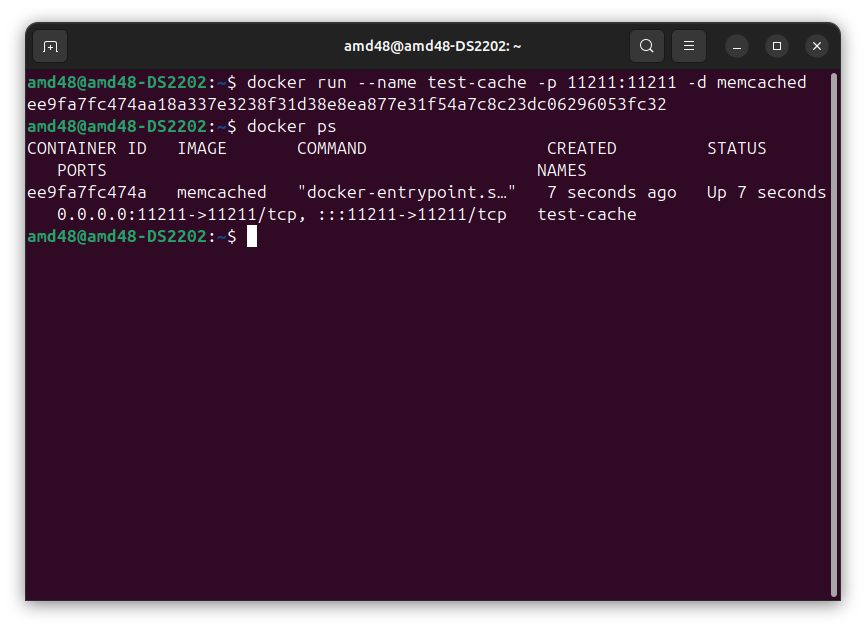 amd48@amd48-DS2202: ~
amd48@amd48-DS2202:~$ docker run --name test-cache -p 11211:11211 -d memcached
ee9fa7fc474aa18a337e3238f31d38e8ea877e31f54a7c8c23dc06296053fc32
amd48@amd48-DS2202:~$ docker ps
CONTAINER ID   IMAGE       COMMAND                  CREATED         STATUS
   PORTS                                           NAMES
ee9fa7fc474a   memcached   "docker-entrypoint.s…"   7 seconds ago   Up 7 seconds
   0.0.0.0:11211->11211/tcp, :::11211->11211/tcp   test-cache
amd48@amd48-DS2202:~$